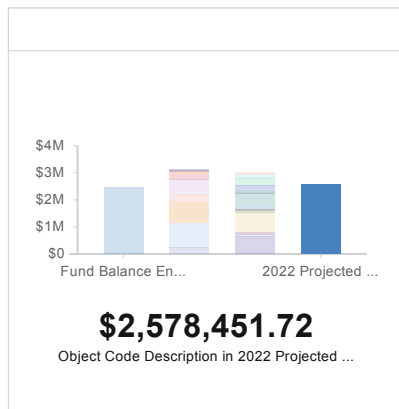 $4M
$3M
$2M
$1M
$0
Fund Balance En... 2022 Projected ...
$2,578,451.72
Object Code Description in 2022 Projected ...